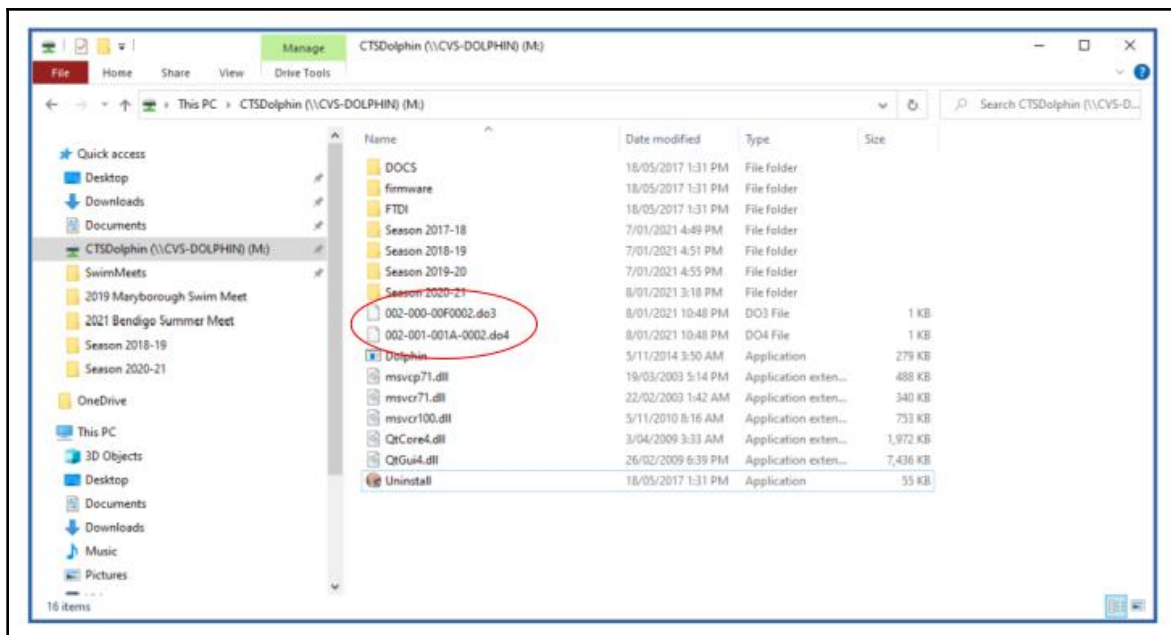 Manage CTSDolphin (\\CVS-DOLPHIN) (M:)
File Home Share View Drive Tools
This PC › CTSDolphin (\\CVS-DOLPHIN) (M:) Search CTSDolphin (\\CVS-D...
Name Date modified Type Size
Quick access
Desktop
Downloads
Documents
CTSDolphin (\\CVS-DOLPHIN) (M:)
SwimMeets
2019 Maryborough Swim Meet
2021 Bendigo Summer Meet
Season 2018-19
Season 2020-21
OneDrive
This PC
3D Objects
Desktop
Documents
Downloads
Music
Pictures
DOCS 18/05/2017 1:31 PM File folder
firmware 18/05/2017 1:31 PM File folder
FTDI 18/05/2017 1:31 PM File folder
Season 2017-18 7/01/2021 4:49 PM File folder
Season 2018-19 7/01/2021 4:51 PM File folder
Season 2019-20 7/01/2021 4:55 PM File folder
Season 2020-21 8/01/2021 3:18 PM File folder
002-000-00F0002.do3 8/01/2021 10:48 PM DO3 File 1 KB
002-001-001A-0002.do4 8/01/2021 10:48 PM DO4 File 1 KB
Dolphin 5/11/2014 3:50 AM Application 279 KB
msvcp71.dll 19/03/2003 5:14 PM Application exten... 488 KB
msvcr71.dll 22/02/2003 1:42 AM Application exten... 340 KB
msvcr100.dll 5/11/2010 8:16 AM Application exten... 753 KB
QtCore4.dll 3/04/2009 3:33 AM Application exten... 1,972 KB
QtGui4.dll 26/02/2009 6:39 PM Application exten... 7,436 KB
Uninstall 18/05/2017 1:31 PM Application 55 KB
16 items